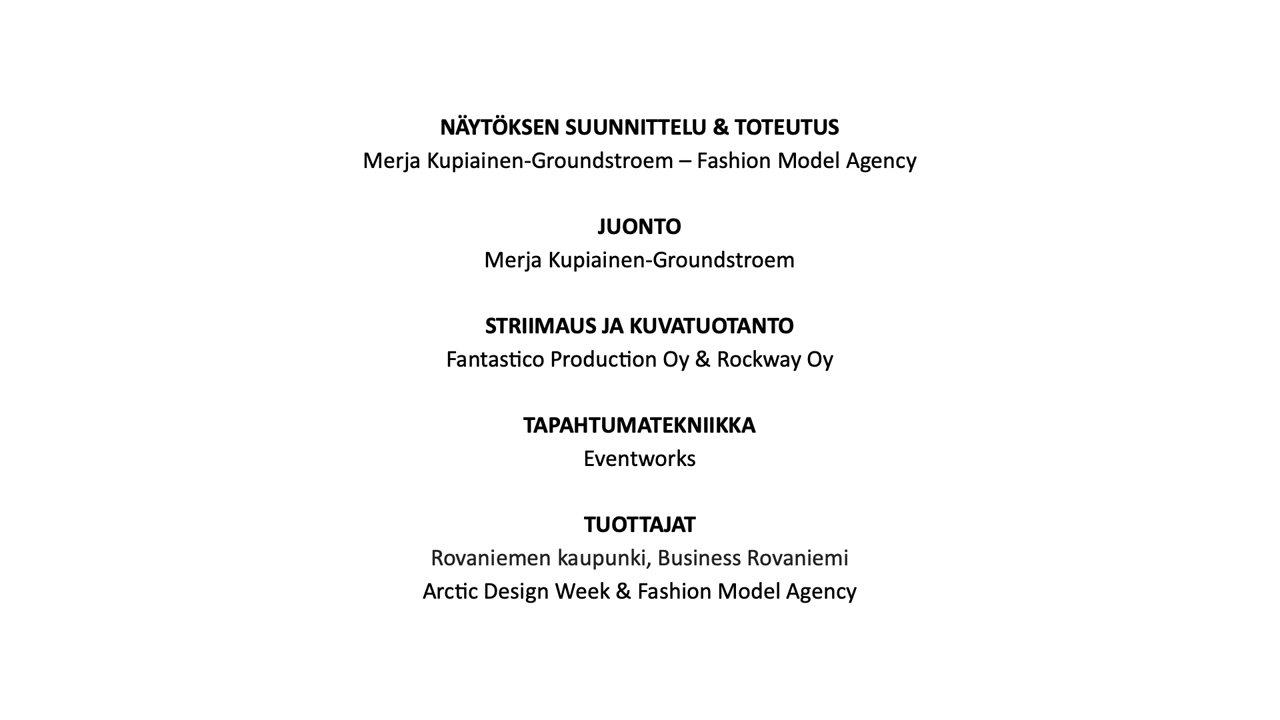 NÄYTÖKSEN SUUNNITTELU & TOTEUTUS
Merja Kupiainen-Groundstroem – Fashion Model Agency
JUONTO
Merja Kupiainen-Groundstroem
STRIIMAUS JA KUVATUOTANTO
Fantastico Production Oy & Rockway Oy
TAPAHTUMATEKNIIKKA
Eventworks
TUOTTAJAT
Rovaniemen kaupunki, Business Rovaniemi
Arctic Design Week & Fashion Model Agency